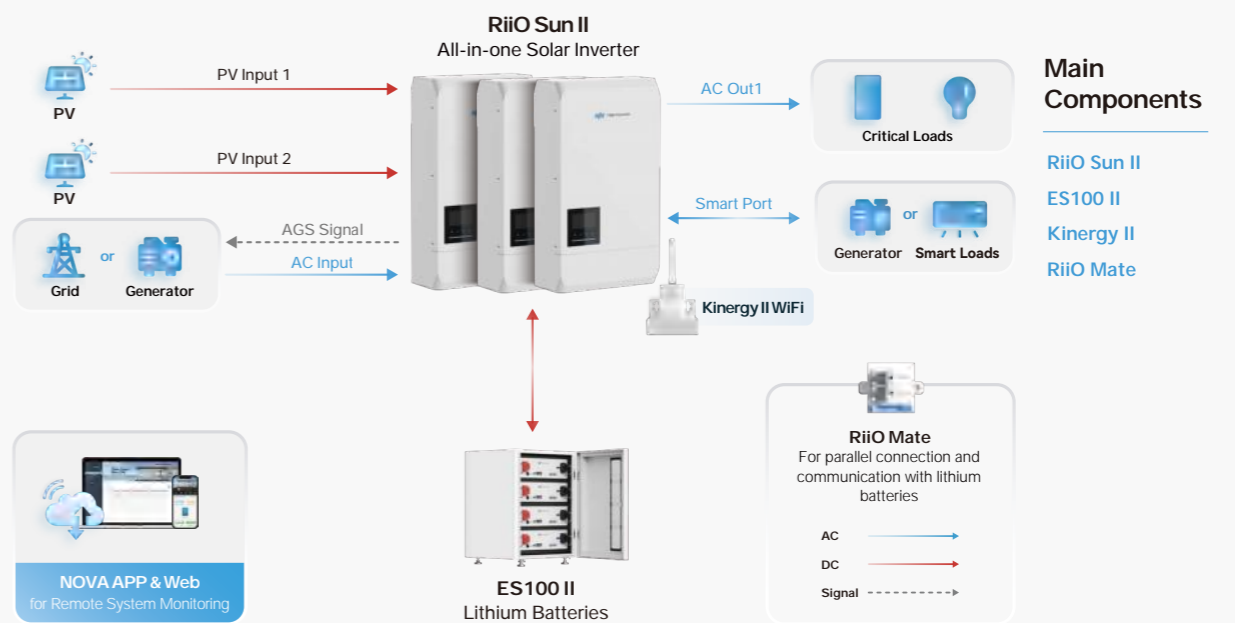 RiiO Sun II
All-in-one Solar Inverter
PV Input 1
PV
PV Input 2
PV
AGS Signal
AC Input
Grid
or
Generator
AC Out1
Critical Loads
Smart Port
Generator
or
Smart Loads
Kinergy II WiFi
Main
Components
RiiO Sun II
ES100 II
Kinergy II
RiiO Mate
NOVA APP & Web
for Remote System Monitoring
ES100 II
Lithium Batteries
RiiO Mate
For parallel connection and
communication with lithium
batteries
AC
DC
Signal